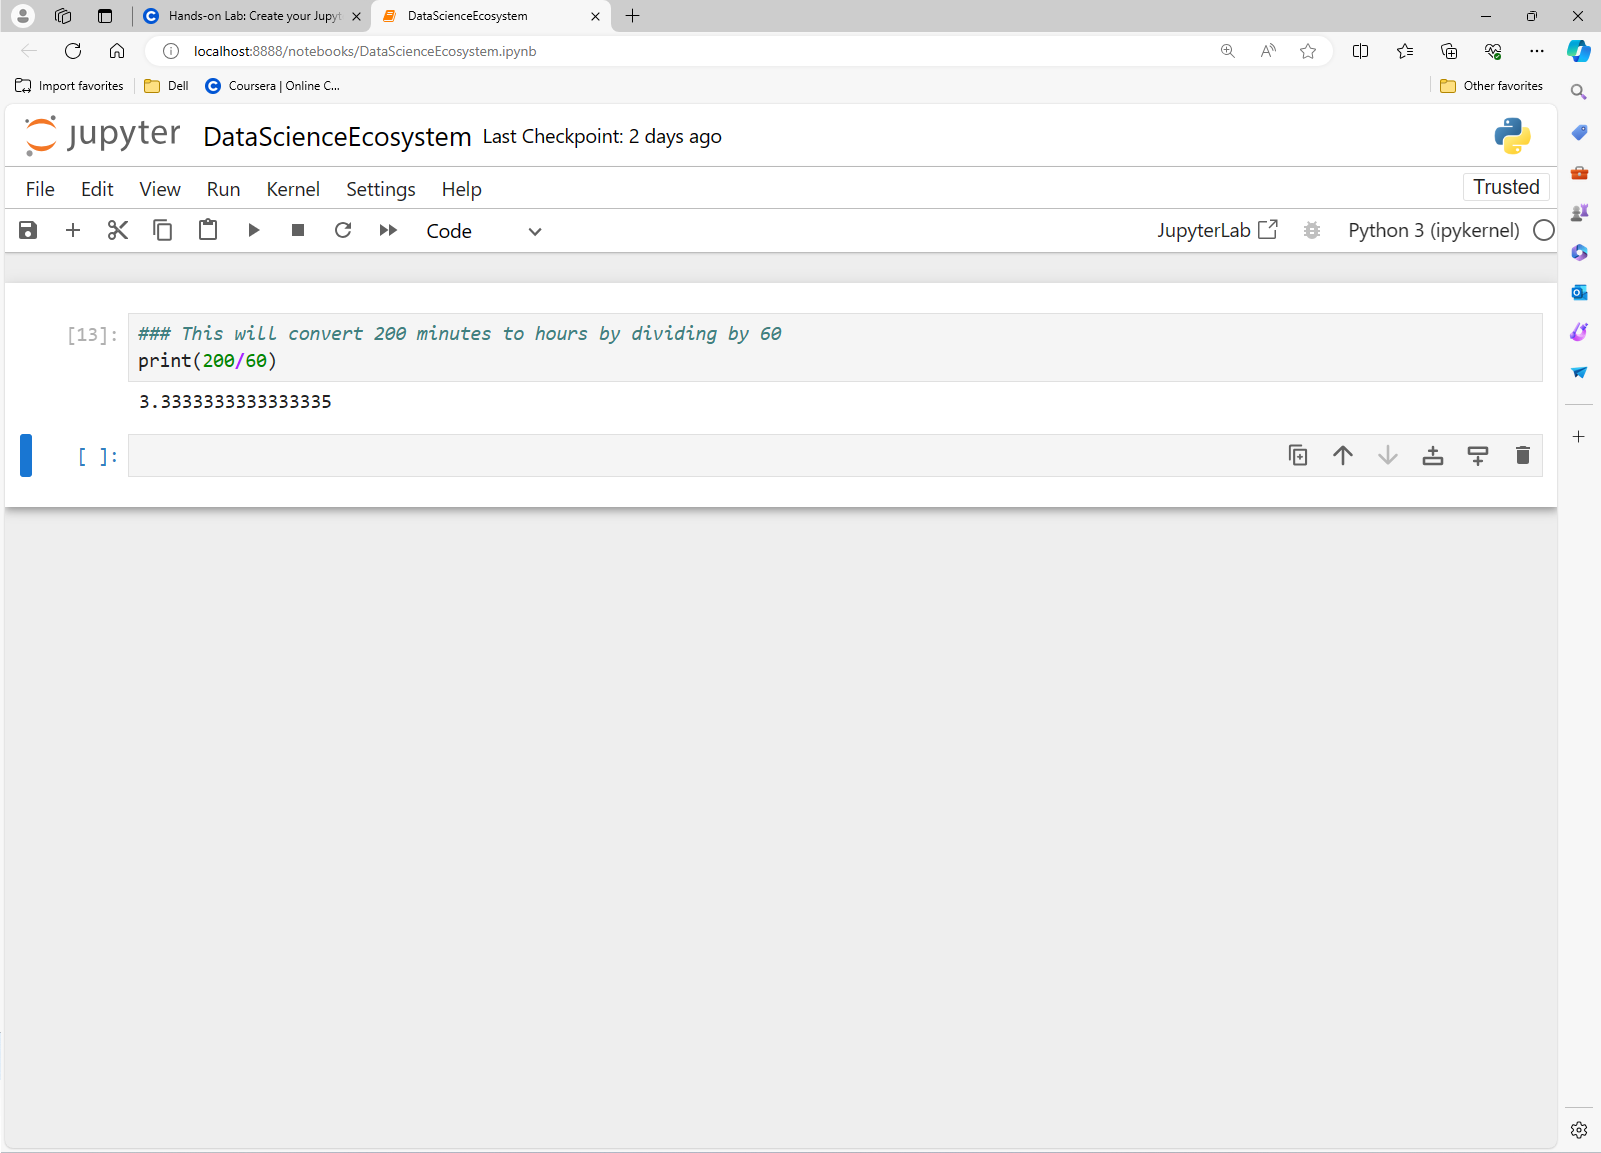 Hands-on Lab: Create your Jupyt
DataScienceEcosystem
localhost:8888/notebooks/DataScienceEcosystem.ipynb
Import favorites
Dell
Coursera | Online C...
Other favorites
jupyter
DataScienceEcosystem Last Checkpoint: 2 days ago
File Edit View Run Kernel Settings Help
Trusted
Code
JupyterLab
Python 3 (ipykernel)
[13]: ### This will convert 200 minutes to hours by dividing by 60
print(200/60)
3.3333333333333335
[ ]: